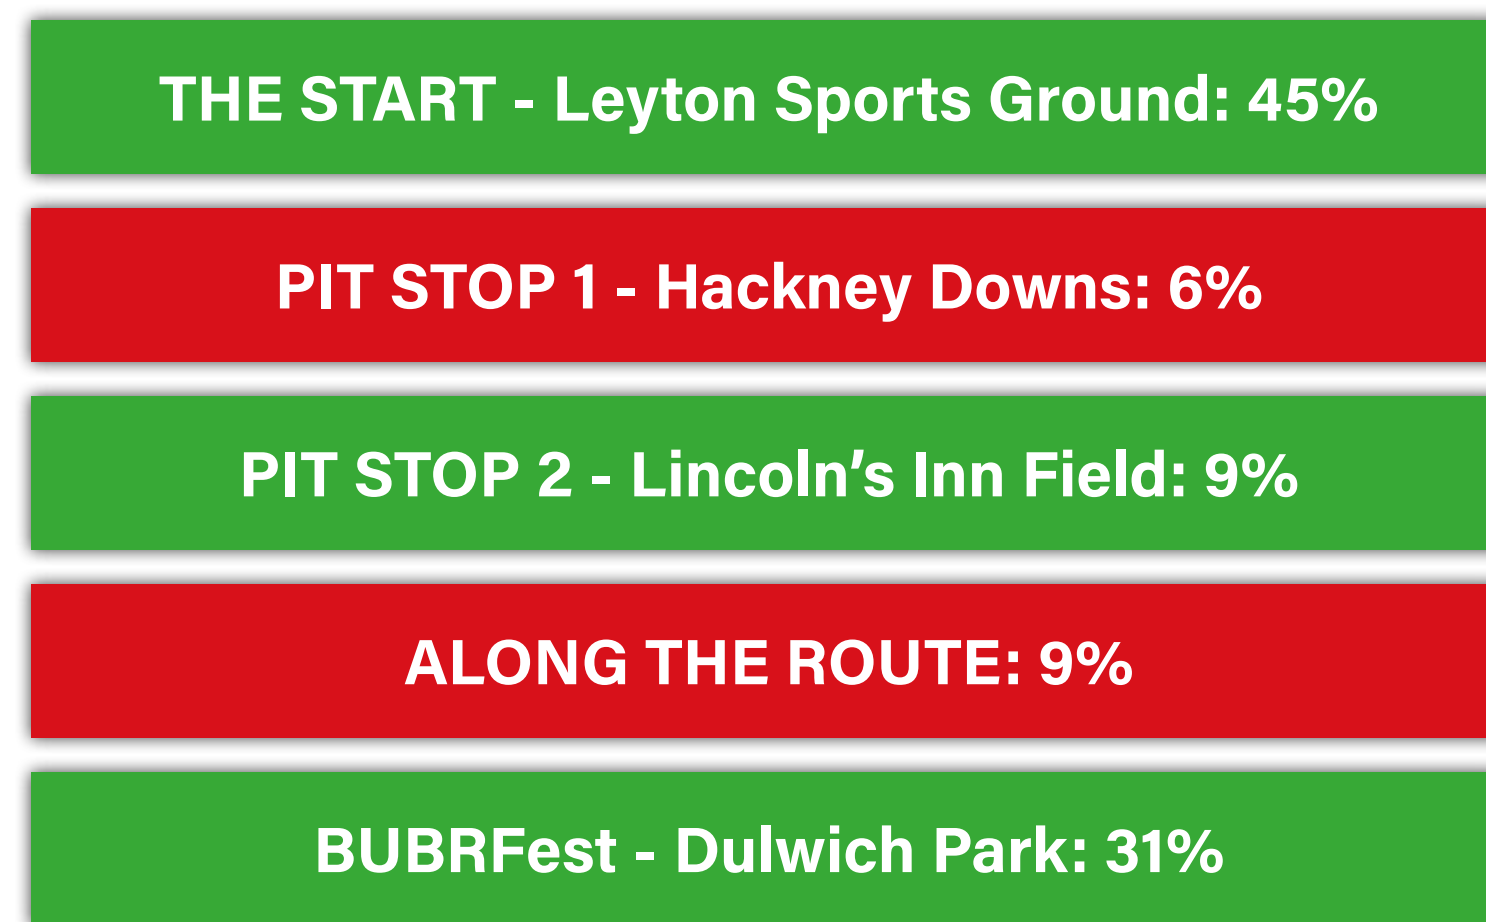 THE START - Leyton Sports Ground: 45%
PIT STOP 1 - Hackney Downs: 6%
PIT STOP 2 - Lincoln’s Inn Field: 9%
ALONG THE ROUTE: 9%
BUBRFest - Dulwich Park: 31%